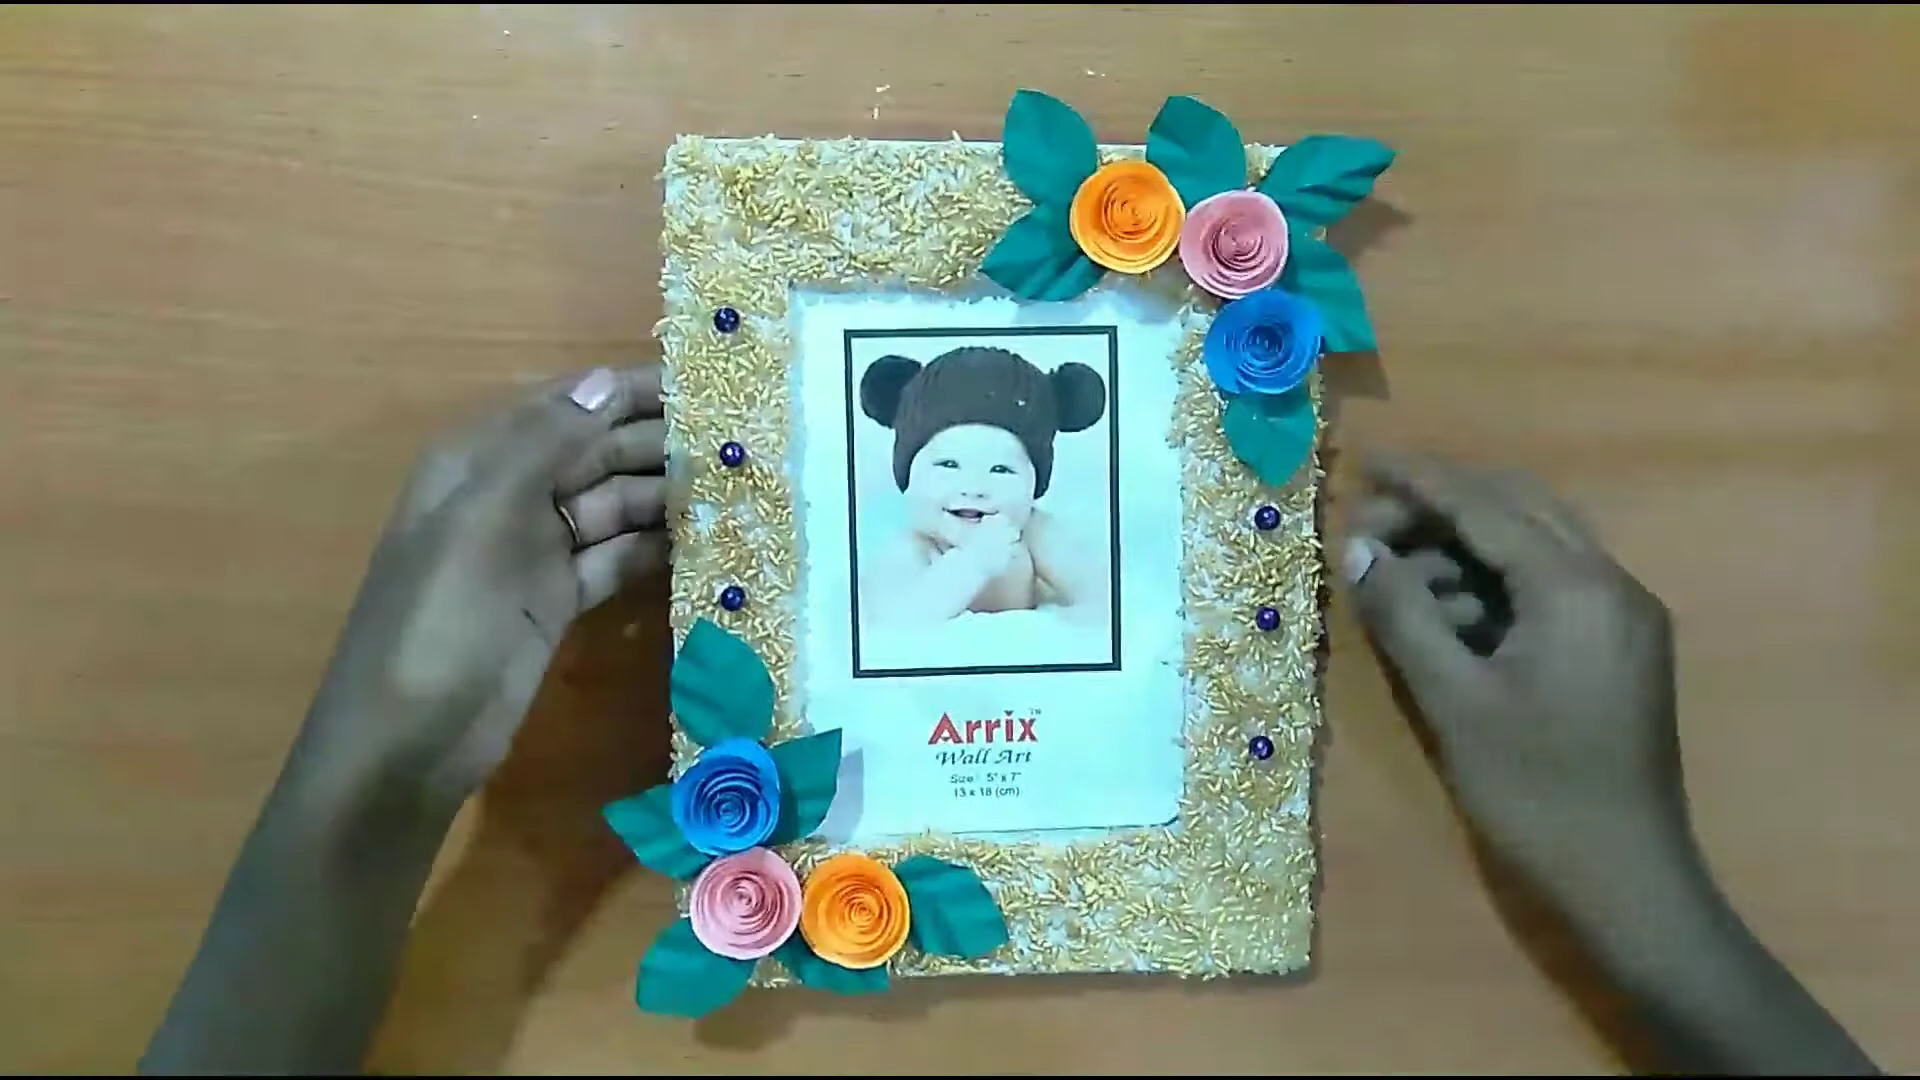 Arrix™
Wall Art
Size : 5" x 7"
13 x 18 (cm)